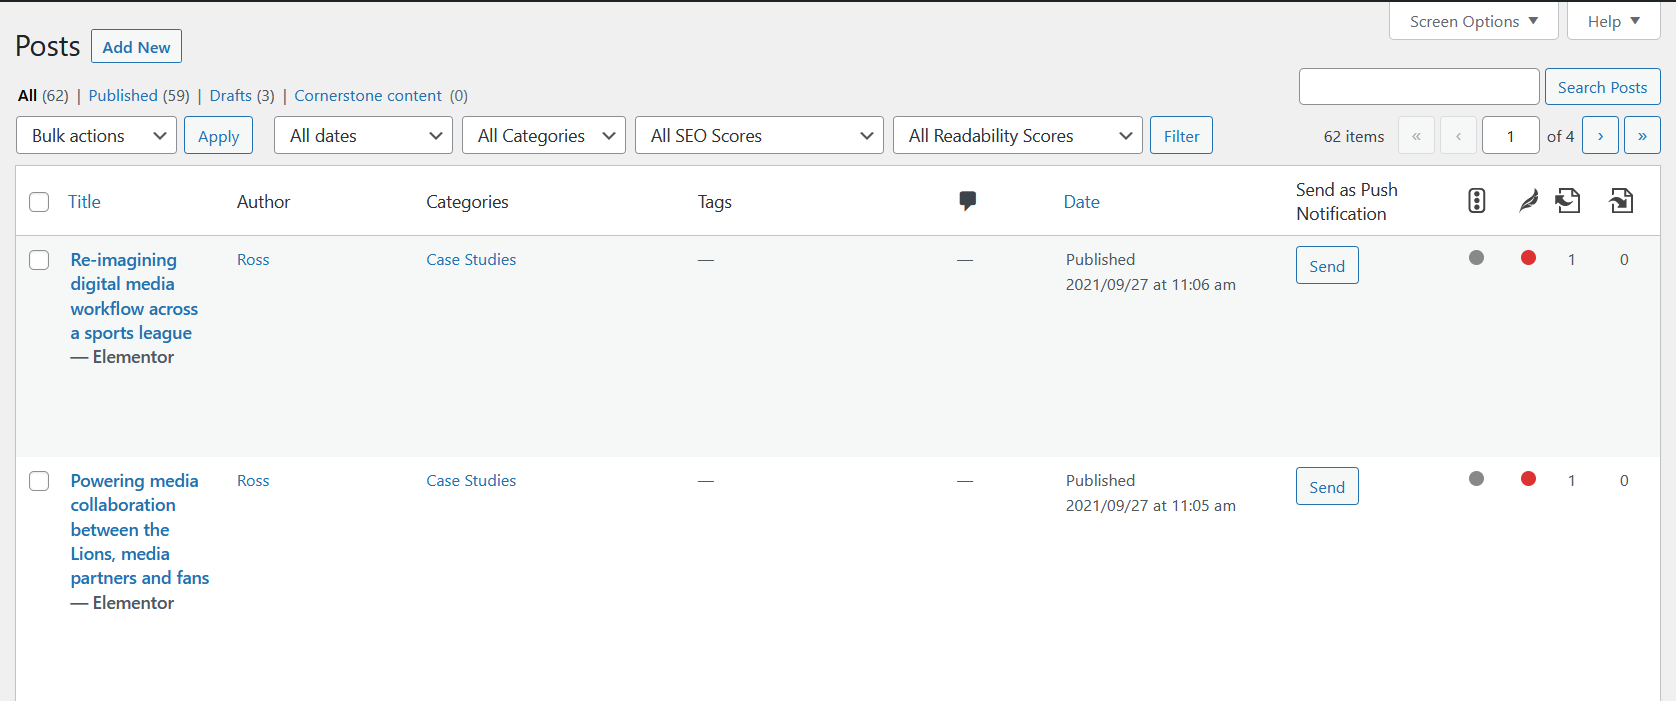 Screen Options ▼ Help ▼
Posts Add New
All (62) | Published (59) | Drafts (3) | Cornerstone content (0)
Search Posts
Bulk actions Apply All dates All Categories All SEO Scores All Readability Scores Filter 62 items « ‹ 1 of 4 › »
Title Author Categories Tags Date Send as Push
Notification
Re-imagining Ross Case Studies — — Published Send 1 0
digital media 2021/09/27 at 11:06 am
workflow across
a sports league
— Elementor
Powering media Ross Case Studies — — Published Send 1 0
collaboration 2021/09/27 at 11:05 am
between the
Lions, media
partners and fans
— Elementor